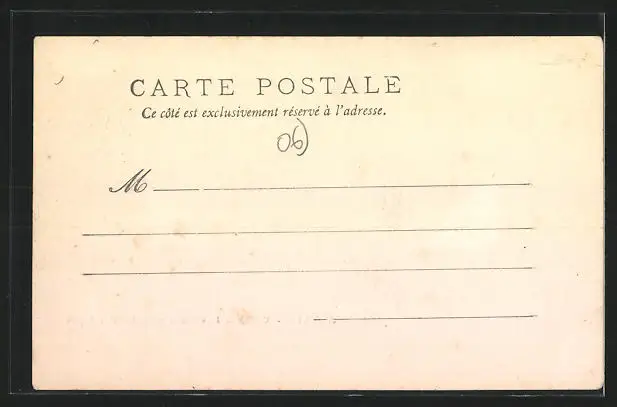 CARTE POSTALE
Ce côté est exclusivement réservé à l'adresse.
06)
M